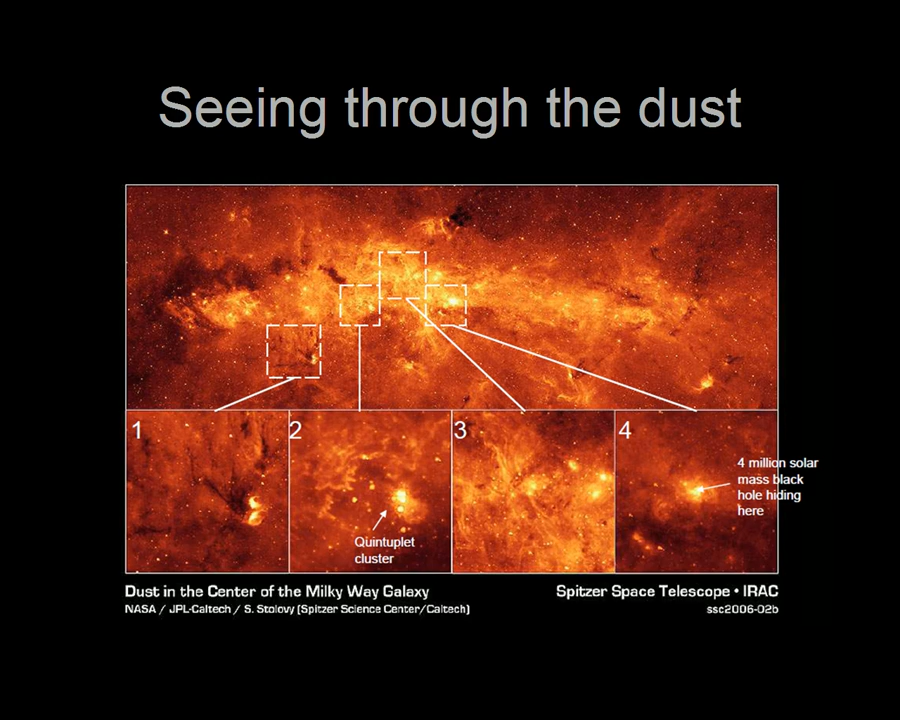 Seeing through the dust
1
2
3
4
4 million solar
mass black
hole hiding
here
Quintuplet
cluster
Dust in the Center of the Milky Way Galaxy
Spitzer Space Telescope • IRAC
NASA / JPL-Caltech / S. Stolovy (Spitzer Science Center/Caltech)
ssc2006-02b